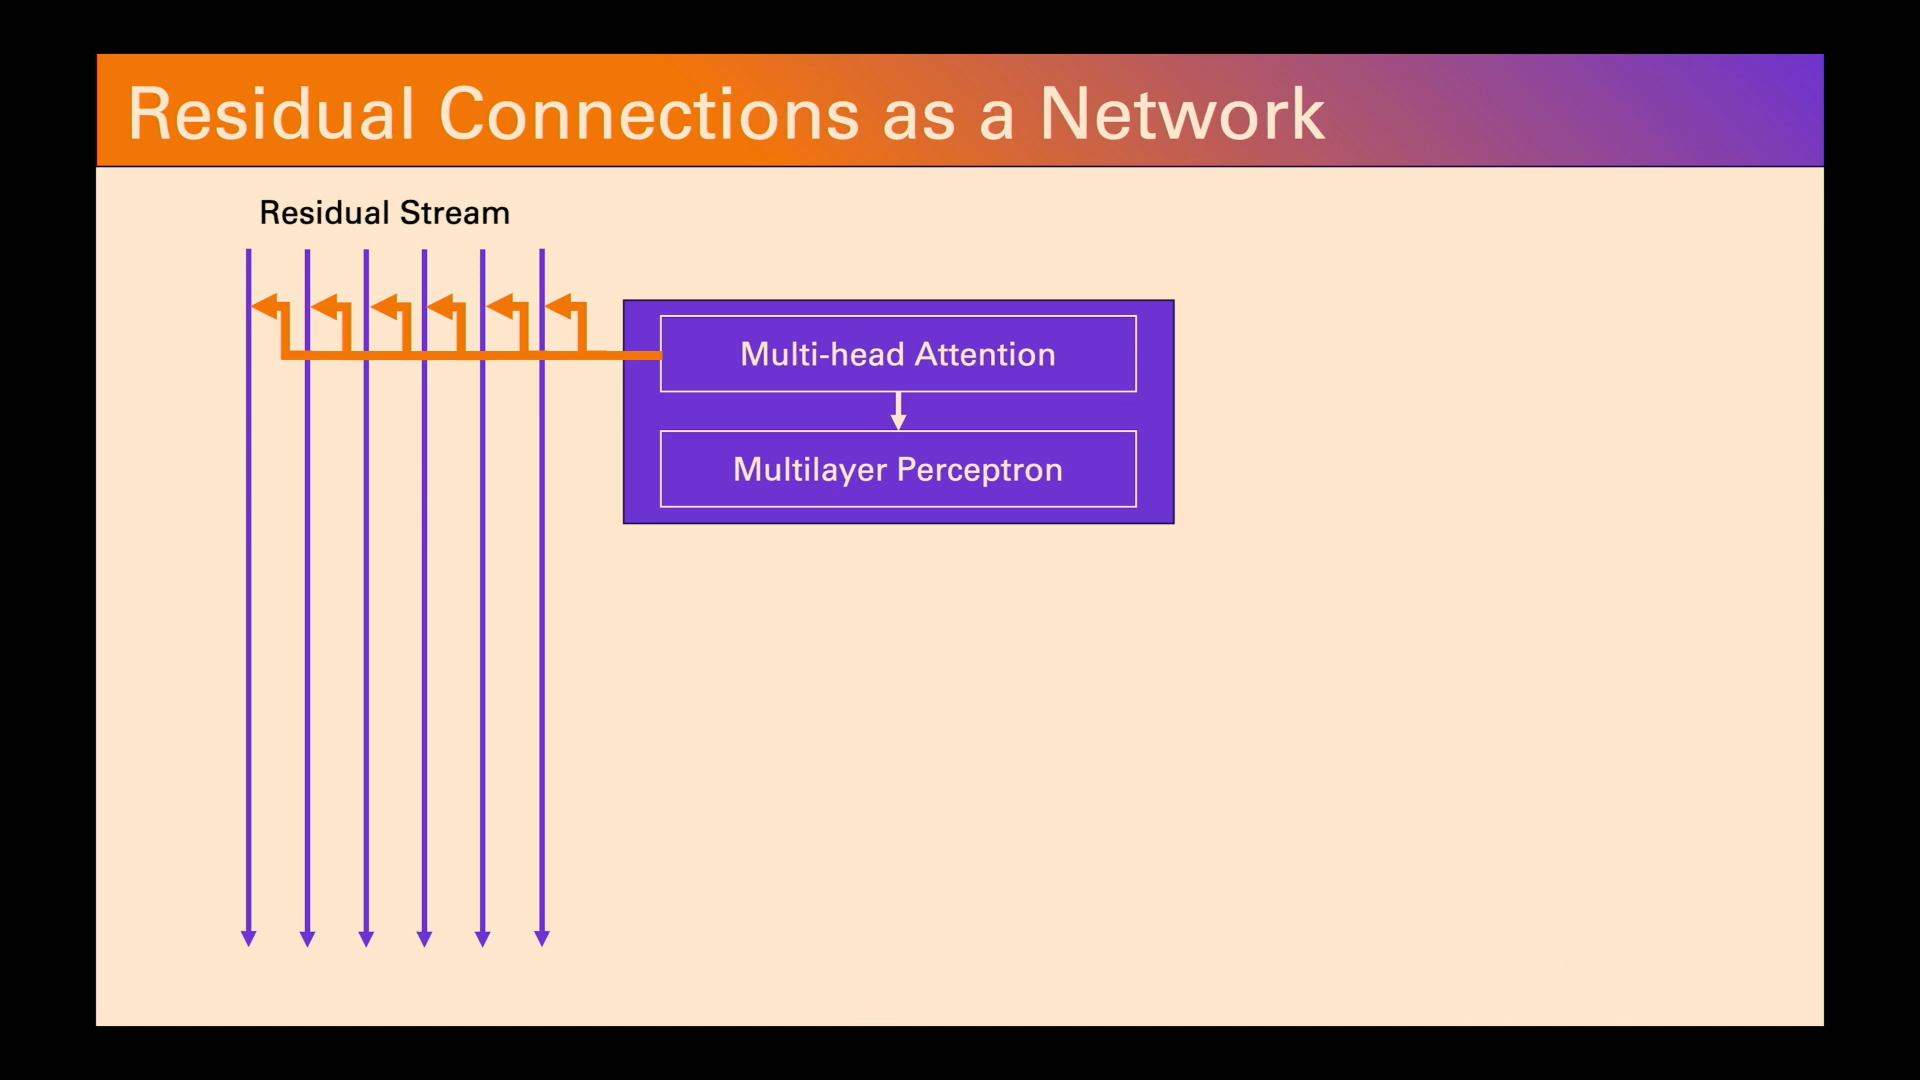 Residual Connections as a Network
Residual Stream
Multi-head Attention
Multilayer Perceptron